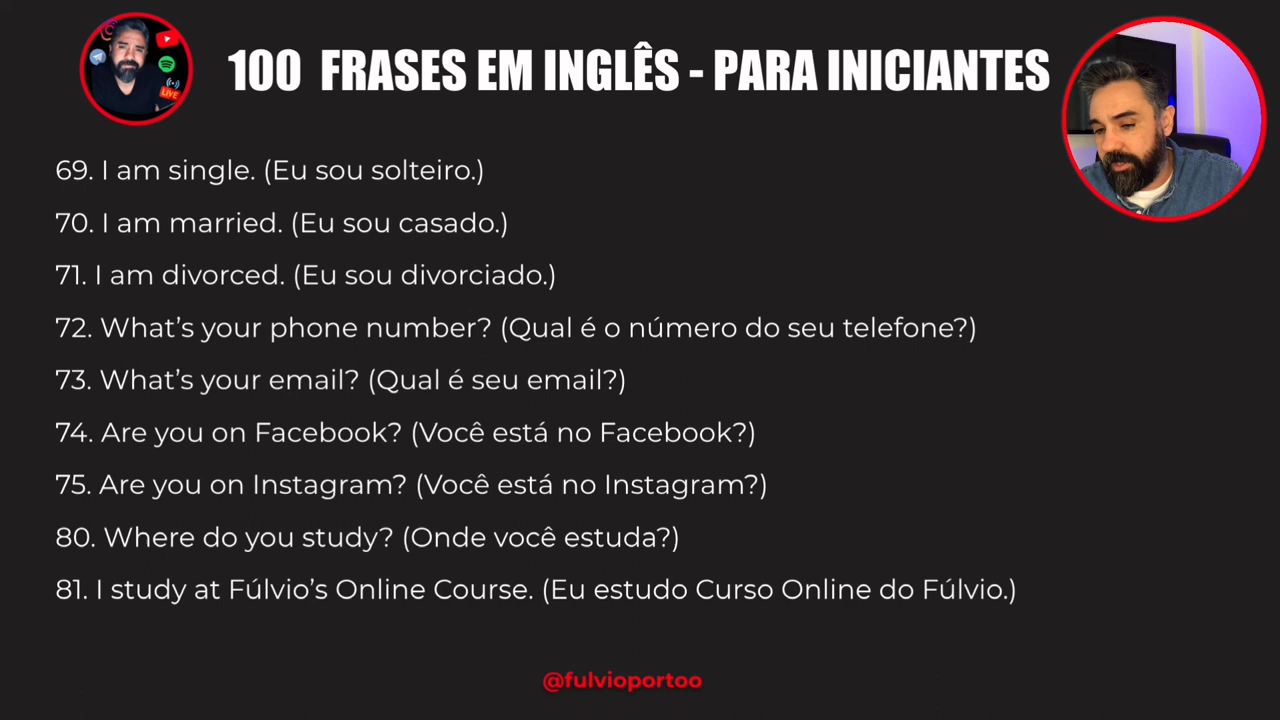 100 FRASES EM INGLÊS - PARA INICIANTES
LIVE
69. I am single. (Eu sou solteiro.)
70. I am married. (Eu sou casado.)
71. I am divorced. (Eu sou divorciado.)
72. What’s your phone number? (Qual é o número do seu telefone?)
73. What’s your email? (Qual é seu email?)
74. Are you on Facebook? (Você está no Facebook?)
75. Are you on Instagram? (Você está no Instagram?)
80. Where do you study? (Onde você estuda?)
81. I study at Fúlvio’s Online Course. (Eu estudo Curso Online do Fúlvio.)
@fulvioportoo